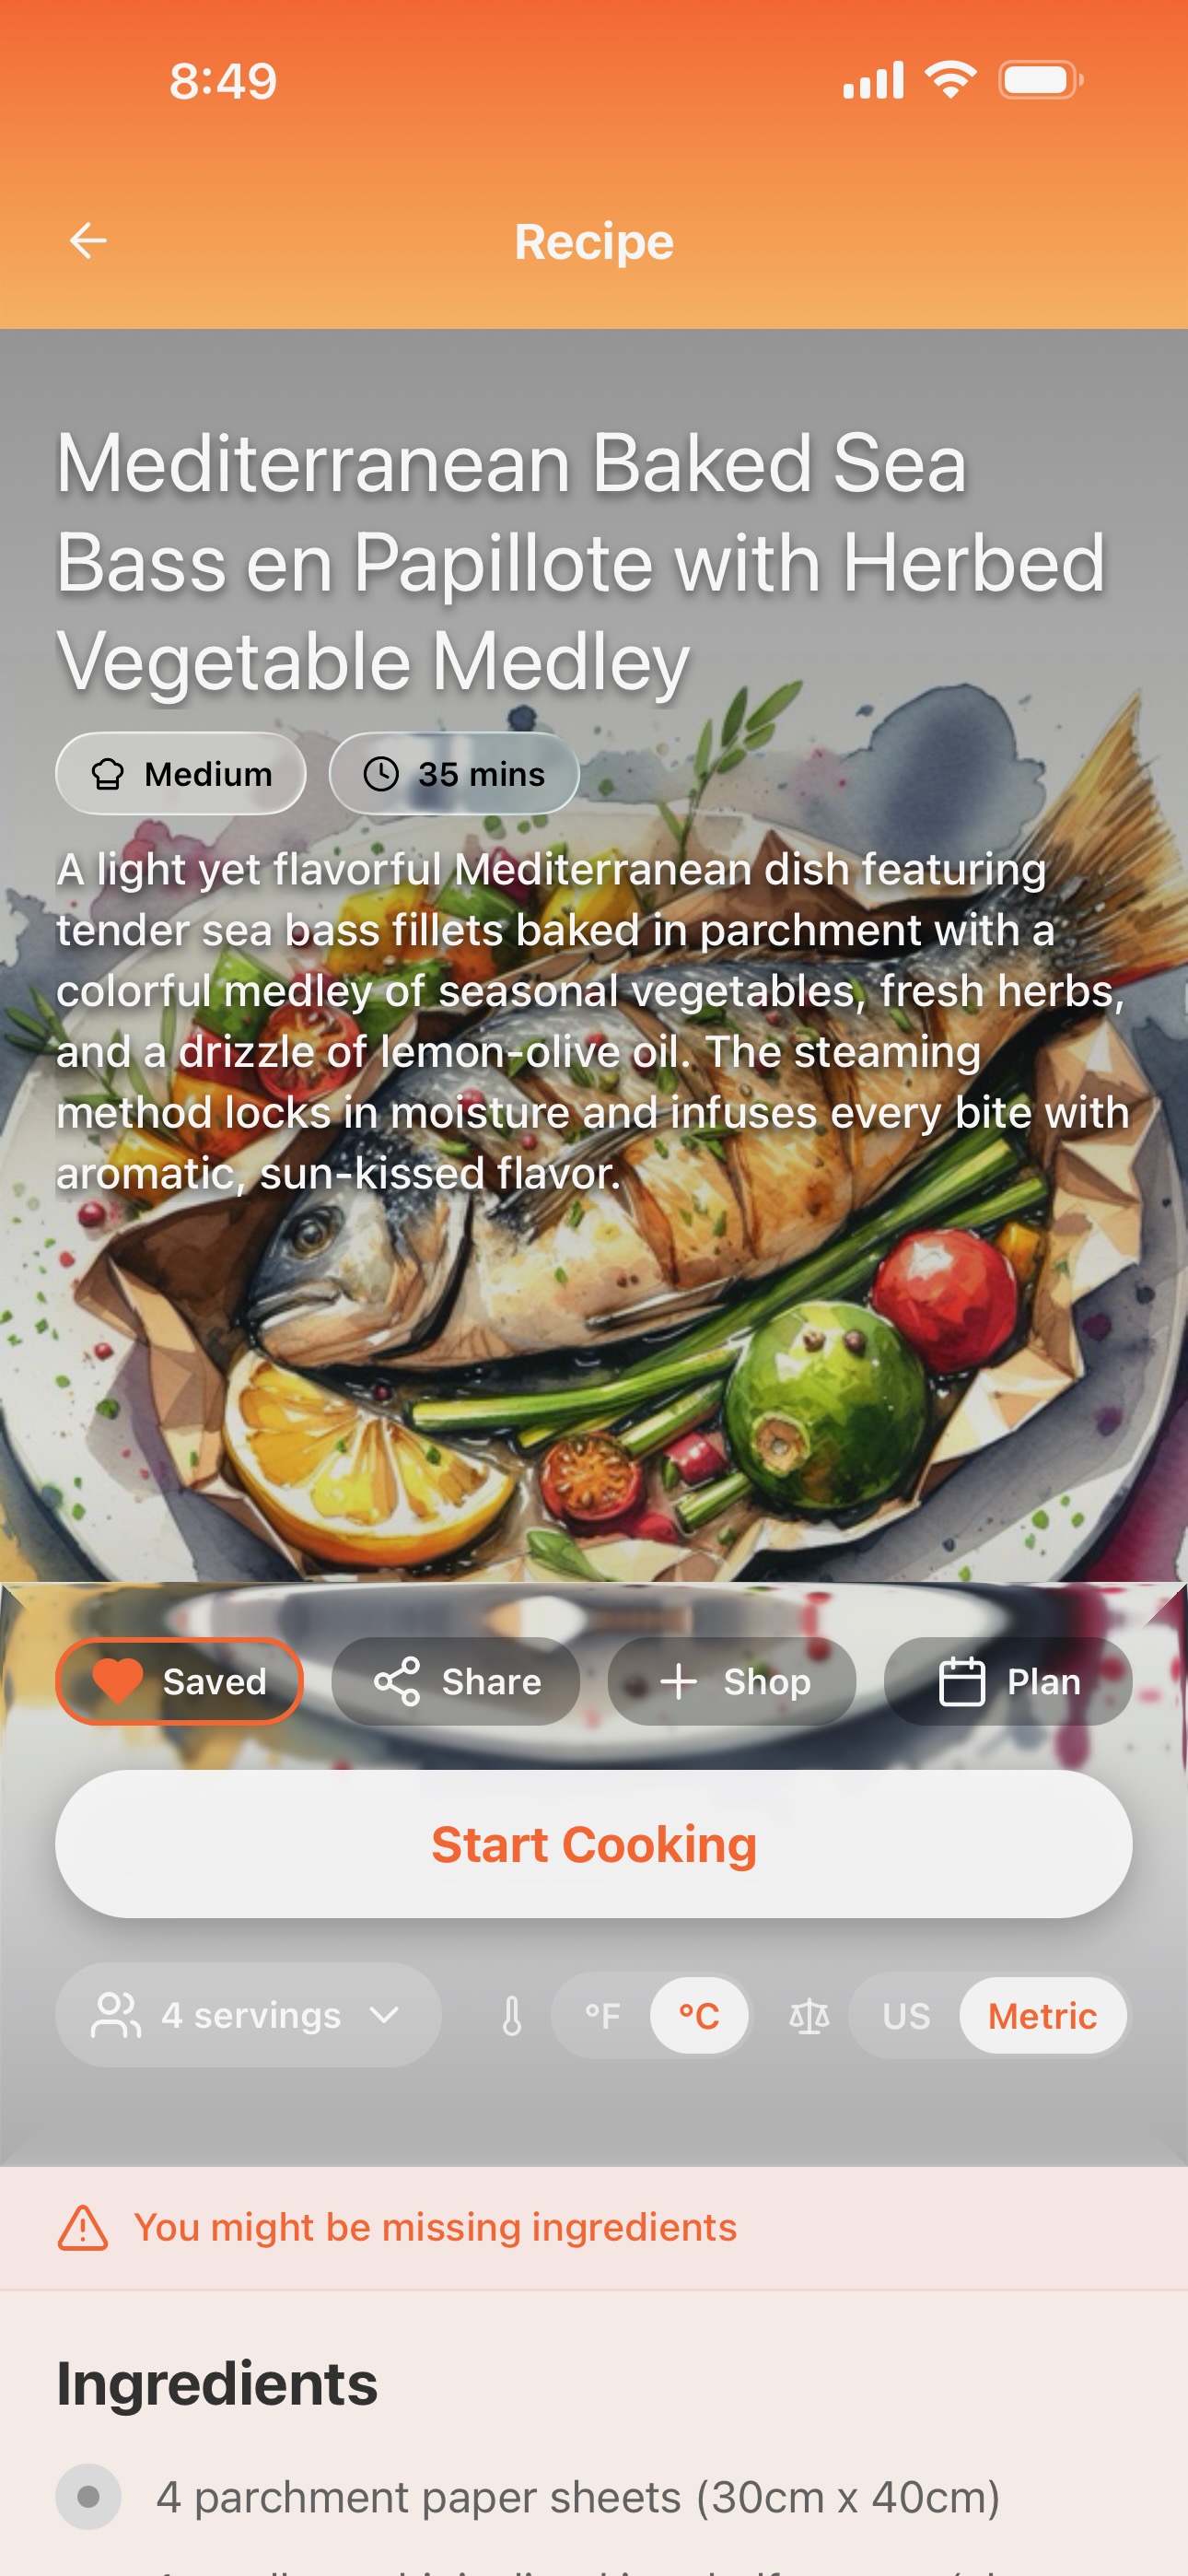 8:49
Recipe
Mediterranean Baked Sea
Bass en Papillote with Herbed
Vegetable Medley
Medium 35 mins
A light yet flavorful Mediterranean dish featuring
tender sea bass fillets baked in parchment with a
colorful medley of seasonal vegetables, fresh herbs,
and a drizzle of lemon-olive oil. The steaming
method locks in moisture and infuses every bite with
aromatic, sun-kissed flavor.
Saved Share Shop Plan
Start Cooking
4 servings °F °C US Metric
You might be missing ingredients
Ingredients
4 parchment paper sheets (30cm x 40cm)